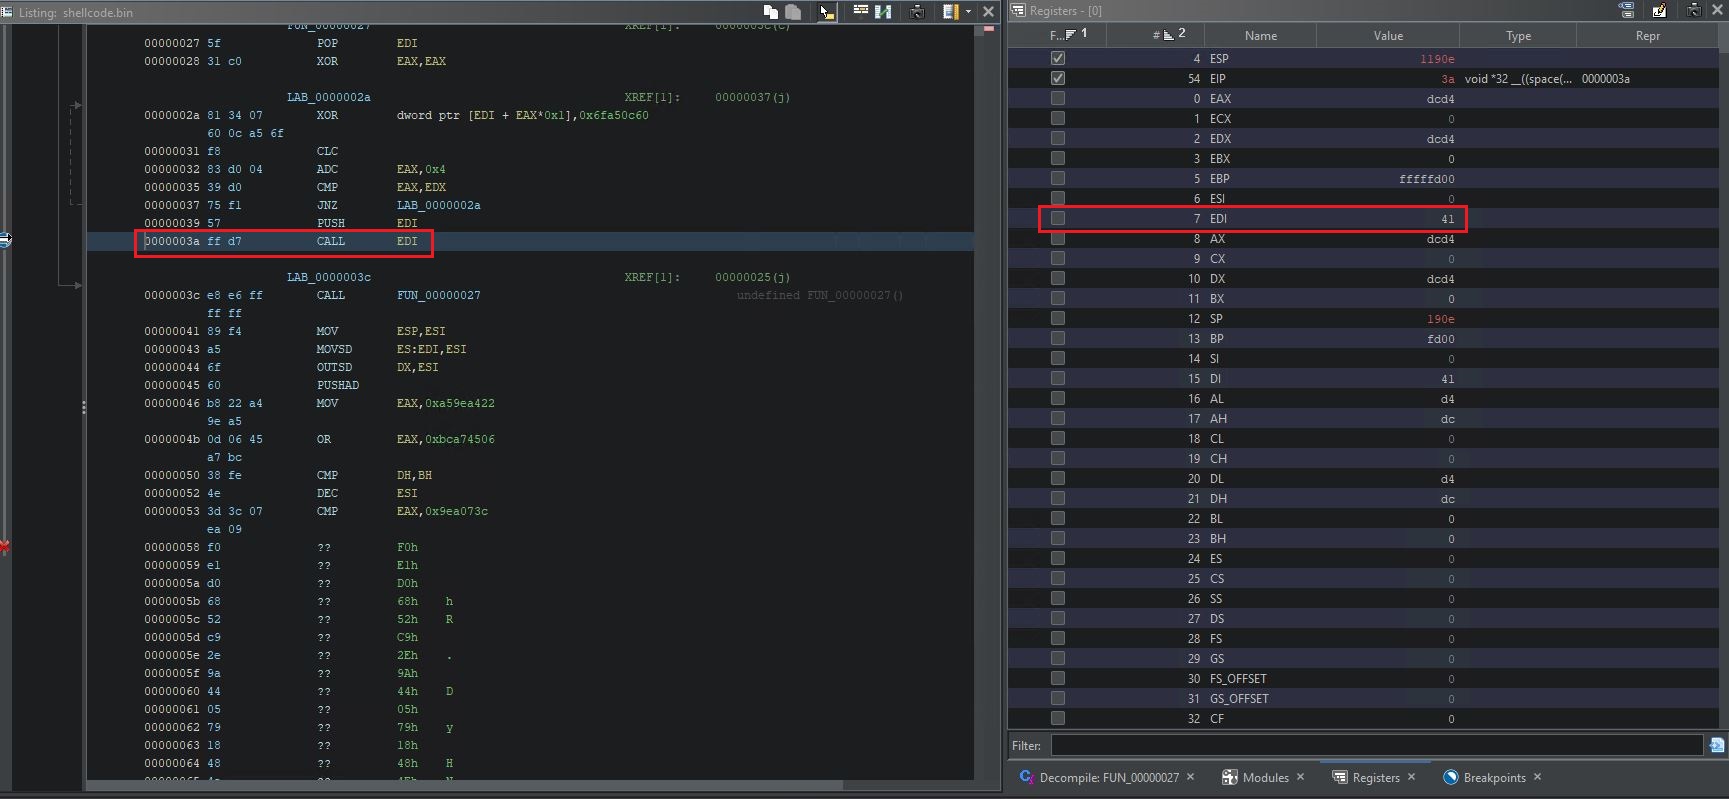 Listing: shellcode.bin
FUN_00000027 XREF[1]: 0000003c(c)
00000027 5f POP EDI
00000028 31 c0 XOR EAX,EAX
LAB_0000002a XREF[1]: 00000037(j)
0000002a 81 34 07 XOR dword ptr [EDI + EAX*0x1],0x6fa50c60
60 0c a5 6f
00000031 f8 CLC
00000032 83 d0 04 ADC EAX,0x4
00000035 39 d0 CMP EAX,EDX
00000037 75 f1 JNZ LAB_0000002a
00000039 57 PUSH EDI
0000003a ff d7 CALL EDI
LAB_0000003c XREF[1]: 00000025(j)
0000003c e8 e6 ff CALL FUN_00000027 undefined FUN_00000027()
ff ff
00000041 89 f4 MOV ESP,ESI
00000043 a5 MOVSD ES:EDI,ESI
00000044 6f OUTSD DX,ESI
00000045 60 PUSHAD
00000046 b8 22 a4 MOV EAX,0xa59ea422
9e a5
0000004b 0d 06 45 OR EAX,0xbca74506
a7 bc
00000050 38 fe CMP DH,BH
00000052 4e DEC ESI
00000053 3d 3c 07 CMP EAX,0x9ea073c
ea 09
00000058 f0 ?? F0h
00000059 e1 ?? E1h
0000005a d0 ?? D0h
0000005b 68 ?? 68h h
0000005c 52 ?? 52h R
0000005d c9 ?? C9h
0000005e 2e ?? 2Eh .
0000005f 9a ?? 9Ah
00000060 44 ?? 44h D
00000061 05 ?? 05h
00000062 79 ?? 79h y
00000063 18 ?? 18h
00000064 48 ?? 48h H
Registers - [0]
F... 1 # 2 Name Value Type Repr
4 ESP 1190e
54 EIP 3a void *32 __((space(... 0000003a
0 EAX dcd4
1 ECX 0
2 EDX dcd4
3 EBX 0
5 EBP fffffd00
6 ESI 0
7 EDI 41
8 AX dcd4
9 CX 0
10 DX dcd4
11 BX 0
12 SP 190e
13 BP fd00
14 SI 0
15 DI 41
16 AL d4
17 AH dc
18 CL 0
19 CH 0
20 DL d4
21 DH dc
22 BL 0
23 BH 0
24 ES 0
25 CS 0
26 SS 0
27 DS 0
28 FS 0
29 GS 0
30 FS_OFFSET 0
31 GS_OFFSET 0
32 CF 0
Filter:
Decompile: FUN_00000027 × Modules × Registers × Breakpoints ×